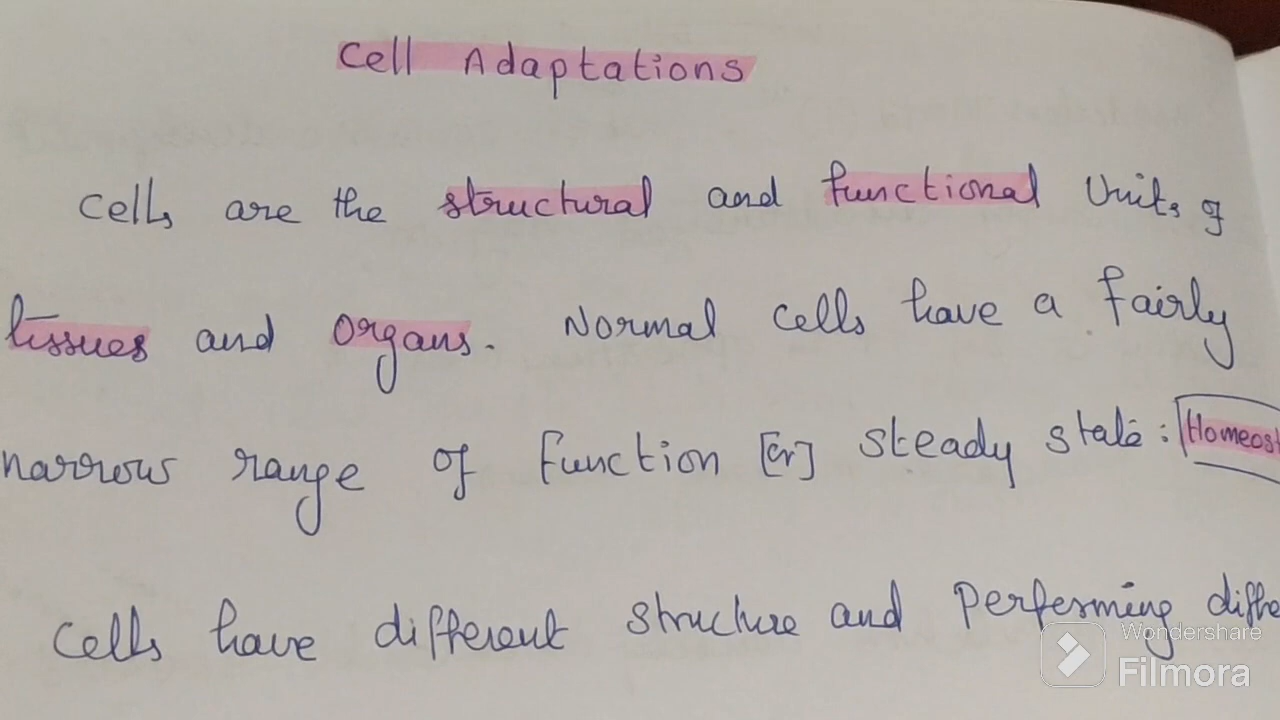 Cell Adaptations
Cells are the structural and functional Units of
tissues and Organs. Normal cells have a fairly
narrow range of function [or] steady state: Homeost
Cells have different structure and Performing diffe
Wondershare
Filmora